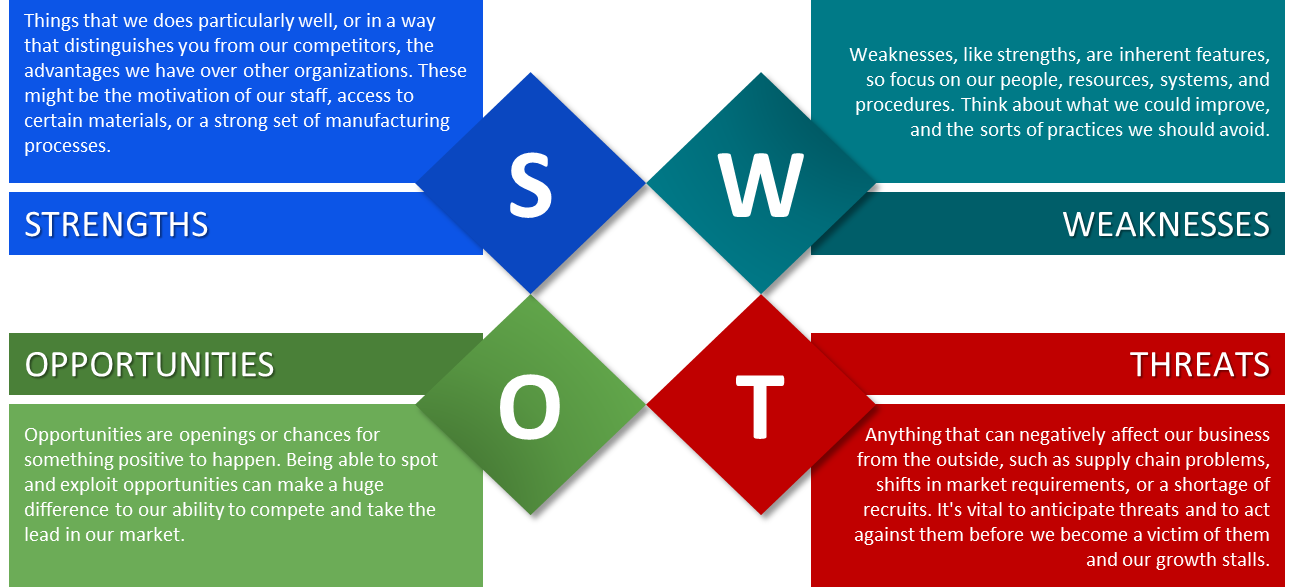 Things that we does particularly well, or in a way
that distinguishes you from our competitors, the
advantages we have over other organizations. These
might be the motivation of our staff, access to
certain materials, or a strong set of manufacturing
processes.
STRENGTHS
S
W
Weaknesses, like strengths, are inherent features,
so focus on our people, resources, systems, and
procedures. Think about what we could improve,
and the sorts of practices we should avoid.
WEAKNESSES
OPPORTUNITIES
Opportunities are openings or chances for
something positive to happen. Being able to spot
and exploit opportunities can make a huge
difference to our ability to compete and take the
lead in our market.
O
T
THREATS
Anything that can negatively affect our business
from the outside, such as supply chain problems,
shifts in market requirements, or a shortage of
recruits. It's vital to anticipate threats and to act
against them before we become a victim of them
and our growth stalls.